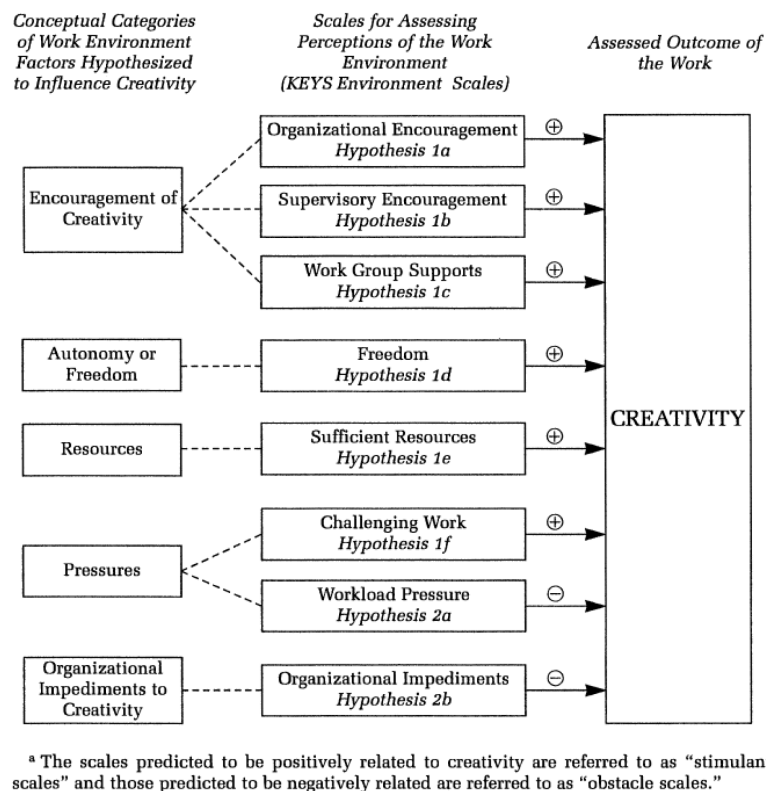 Conceptual Categories
of Work Environment
Factors Hypothesized
to Influence Creativity
Scales for Assessing
Perceptions of the Work
Environment
(KEYS Environment Scales)
Assessed Outcome of
the Work
Encouragement of
Creativity
Organizational Encouragement
Hypothesis 1a
⊕
Supervisory Encouragement
Hypothesis 1b
⊕
Work Group Supports
Hypothesis 1c
⊕
Autonomy or
Freedom
Freedom
Hypothesis 1d
⊕
Resources
Sufficient Resources
Hypothesis 1e
⊕
Pressures
Challenging Work
Hypothesis 1f
⊕
Workload Pressure
Hypothesis 2a
⊖
Organizational
Impediments to
Creativity
Organizational Impediments
Hypothesis 2b
⊖
CREATIVITY
a The scales predicted to be positively related to creativity are referred to as “stimulan
scales” and those predicted to be negatively related are referred to as “obstacle scales.”